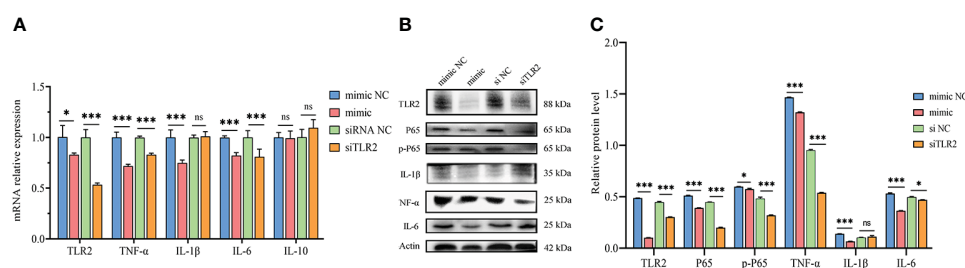 A
mRNA relative expression
1.5
1.0
0.5
0.0
* *** *** *** *** ns *** *** ns ns
TLR2 TNF-α IL-1β IL-6 IL-10
mimic NC
mimic
siRNA NC
siTLR2
B
mimic NC mimic si NC siTLR2
TLR2 88 kDa
P65 65 kDa
p-P65 65 kDa
IL-1β 35 kDa
NF-α 25 kDa
IL-6 25 kDa
Actin 42 kDa
C
Relative protein level
2.0
1.5
1.0
0.5
0.0
*** *** *** *** * *** *** *** *** ns *** *
TLR2 P65 p-P65 TNF-α IL-1β IL-6
mimic NC
mimic
si NC
siTLR2